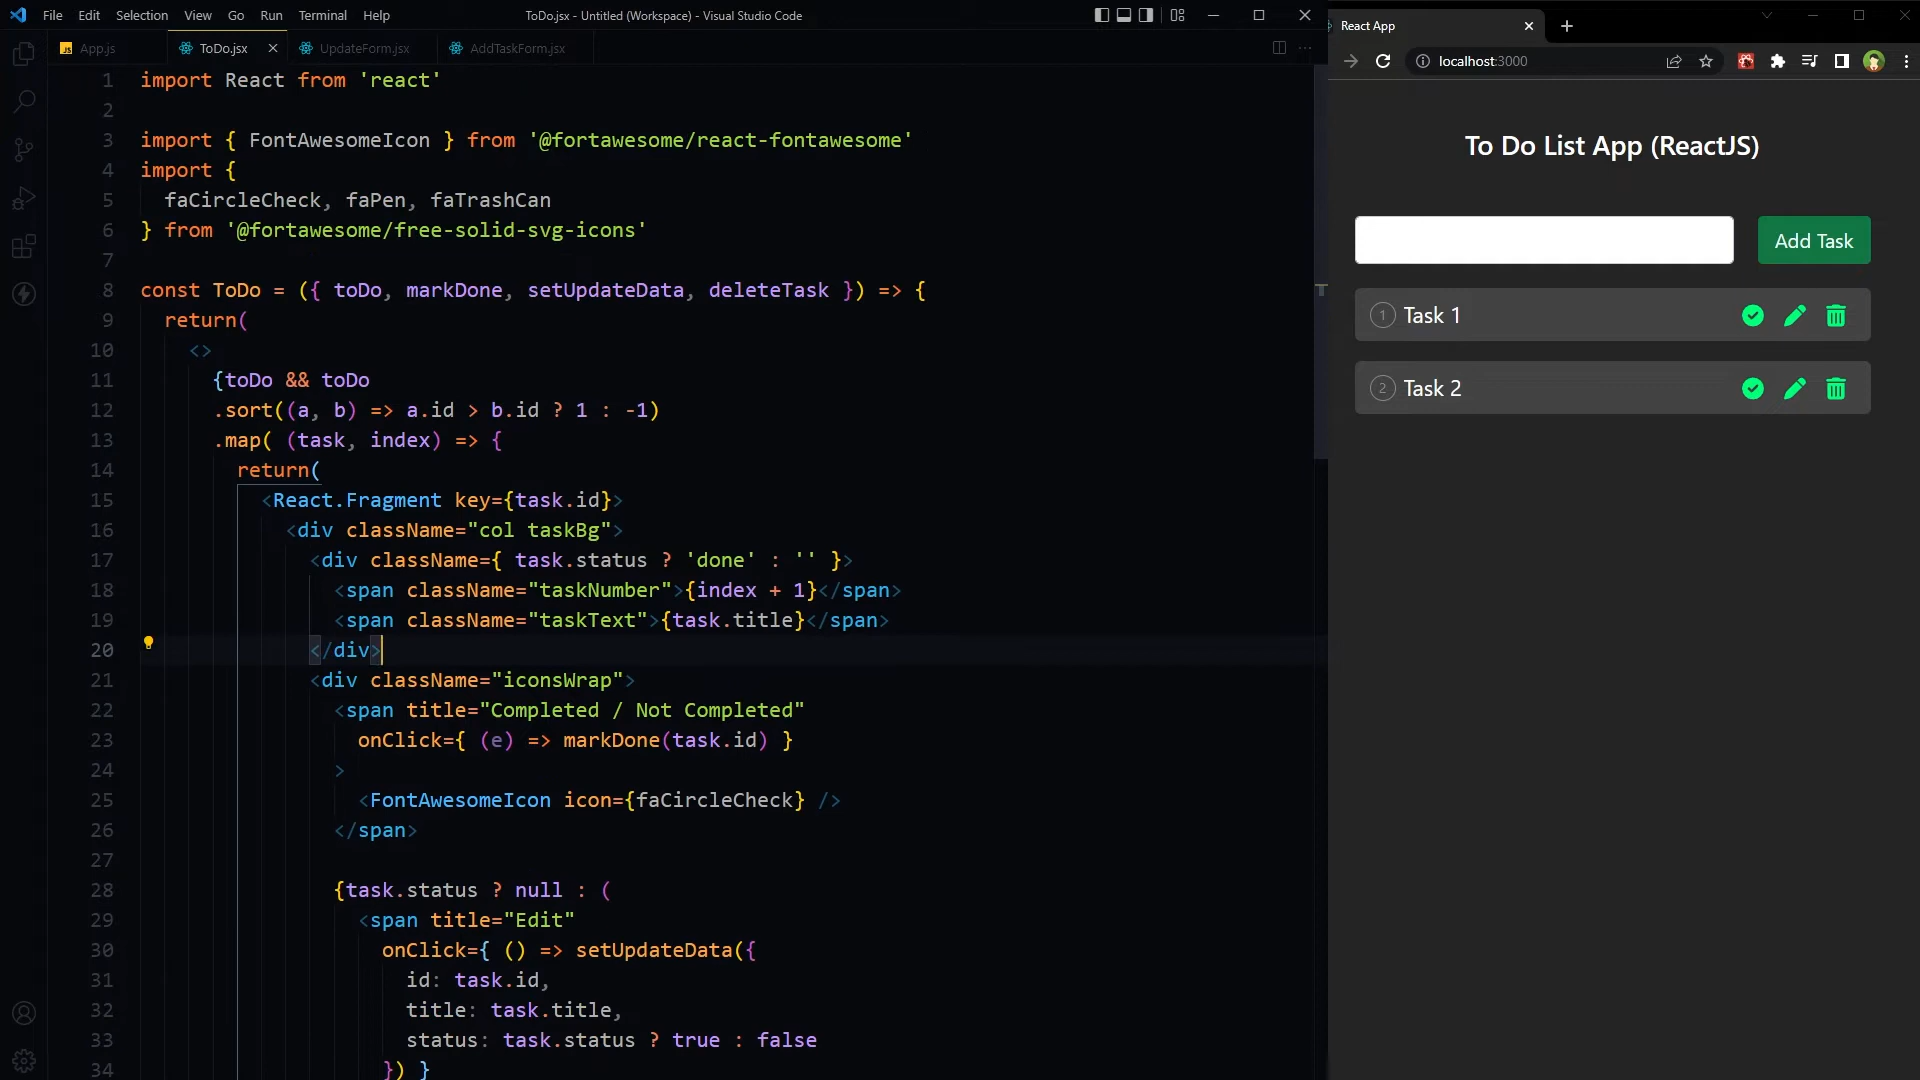 File Edit Selection View Go Run Terminal Help
ToDo.jsx - Untitled (Workspace) - Visual Studio Code
JS App.js
ToDo.jsx
UpdateForm.jsx
AddTaskForm.jsx
1 import React from 'react'
2
3 import { FontAwesomeIcon } from '@fortawesome/react-fontawesome'
4 import {
5 faCircleCheck, faPen, faTrashCan
6 } from '@fortawesome/free-solid-svg-icons'
7
8 const ToDo = ({ toDo, markDone, setUpdateData, deleteTask }) => {
9 return(
10 <>
11 {toDo && toDo
12 .sort((a, b) => a.id > b.id ? 1 : -1)
13 .map( (task, index) => {
14 return(
15 <React.Fragment key={task.id}>
16 <div className="col taskBg">
17 <div className={ task.status ? 'done' : '' }>
18 <span className="taskNumber">{index + 1}</span>
19 <span className="taskText">{task.title}</span>
20 </div>
21 <div className="iconsWrap">
22 <span title="Completed / Not Completed"
23 onClick={ (e) => markDone(task.id) }
24 >
25 <FontAwesomeIcon icon={faCircleCheck} />
26 </span>
27
28 {task.status ? null : (
29 <span title="Edit"
30 onClick={ () => setUpdateData({
31 id: task.id,
32 title: task.title,
33 status: task.status ? true : false
34 }) }
React App
localhost:3000
To Do List App (ReactJS)
Add Task
1 Task 1
2 Task 2